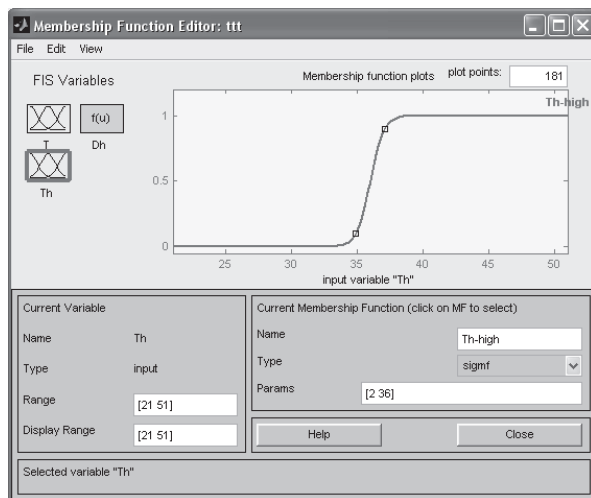 Membership Function Editor: ttt
File Edit View
FIS Variables
Membership function plots plot points: 181
f(u)
T Dh
Th
Th-high
1
0.5
0
25 30 35 40 45 50
input variable "Th"
Current Variable
Name Th
Type input
Range [21 51]
Display Range [21 51]
Current Membership Function (click on MF to select)
Name Th-high
Type sigmf
Params [2 36]
Help Close
Selected variable "Th"